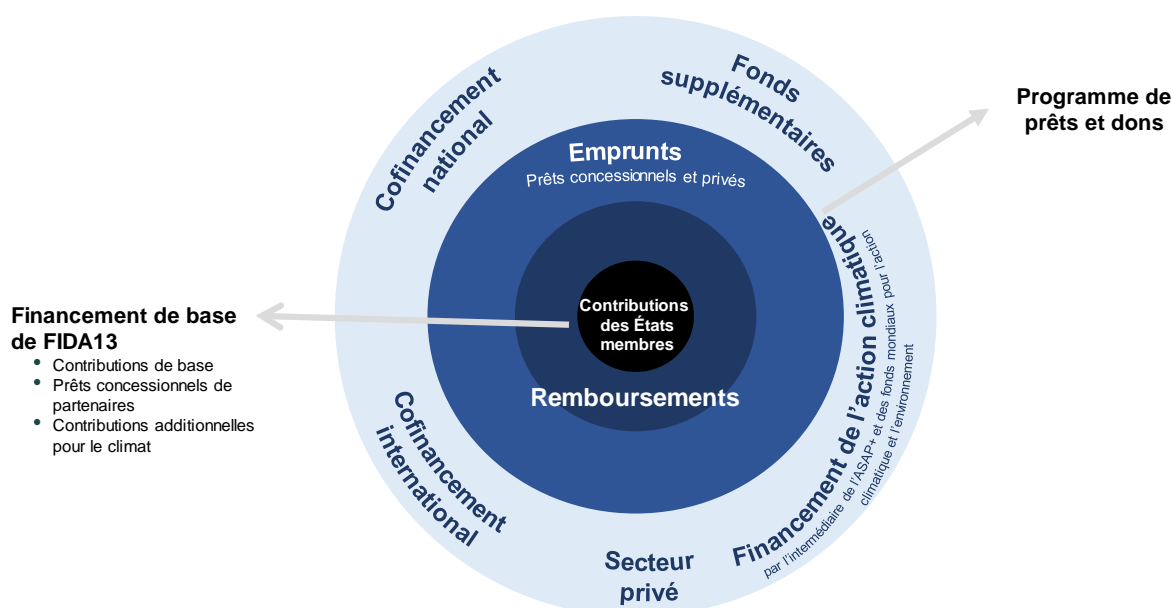 Cofinancement
national
Fonds
supplémentaires
Programme de
prêts et dons
Emprunts
Prêts concessionnels et privés
Contributions
des États
membres
Remboursements
Financement de base
de FIDA13
• Contributions de base
• Prêts concessionnels de
partenaires
• Contributions additionnelles
pour le climat
Cofinancement
international
Secteur
privé
Financement de l'action climatique
par l'intermédiaire de l'ASAP+ et des fonds mondiaux pour l'action
climatique et l'environnement